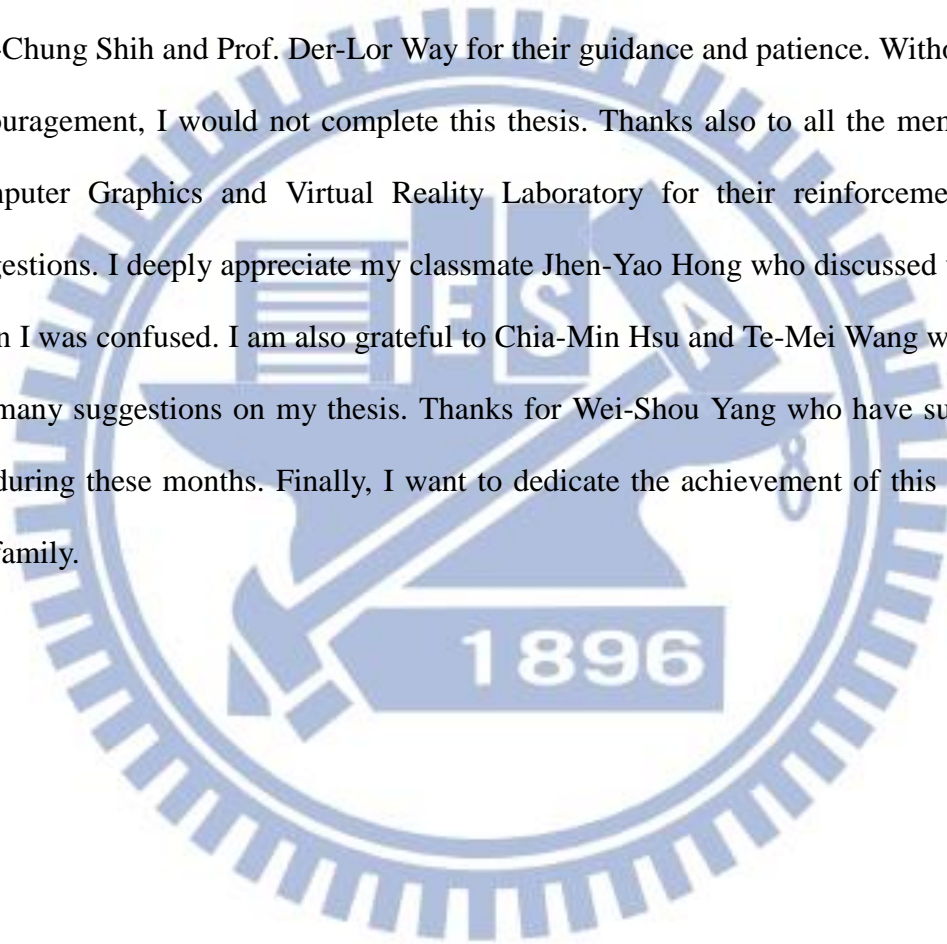 -Chung Shih and Prof. Der-Lor Way for their guidance and patience. Witho
ouragement, I would not complete this thesis. Thanks also to all the mem
nputer Graphics and Virtual Reality Laboratory for their reinforceme
gestions. I deeply appreciate my classmate Jhen-Yao Hong who discussed
n I was confused. I am also grateful to Chia-Min Hsu and Te-Mei Wang w
many suggestions on my thesis. Thanks for Wei-Shou Yang who have su
during these months. Finally, I want to dedicate the achievement of this
family.
E S A
8
1896